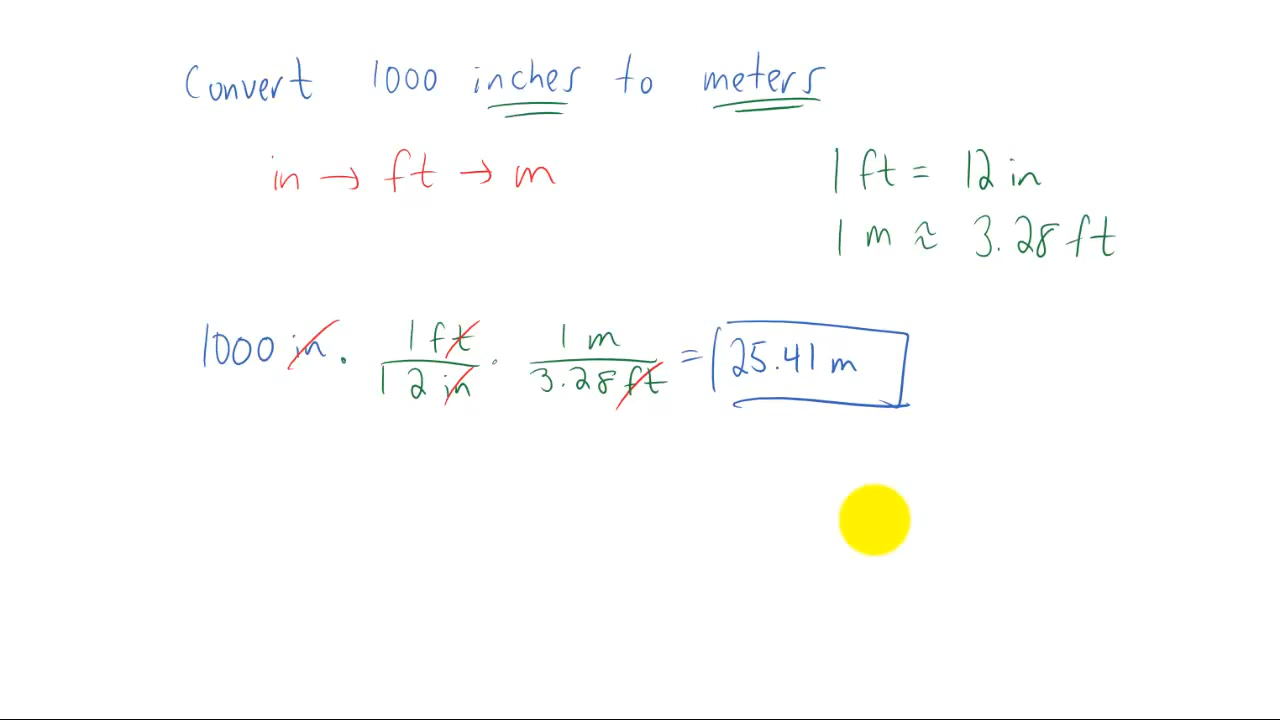 Convert 1000 inches to meters
in → ft → m
1 ft = 12 in
1 m ≈ 3.28 ft
1000 in · 1 ft / 12 in · 1 m / 3.28 ft = 25.41 m